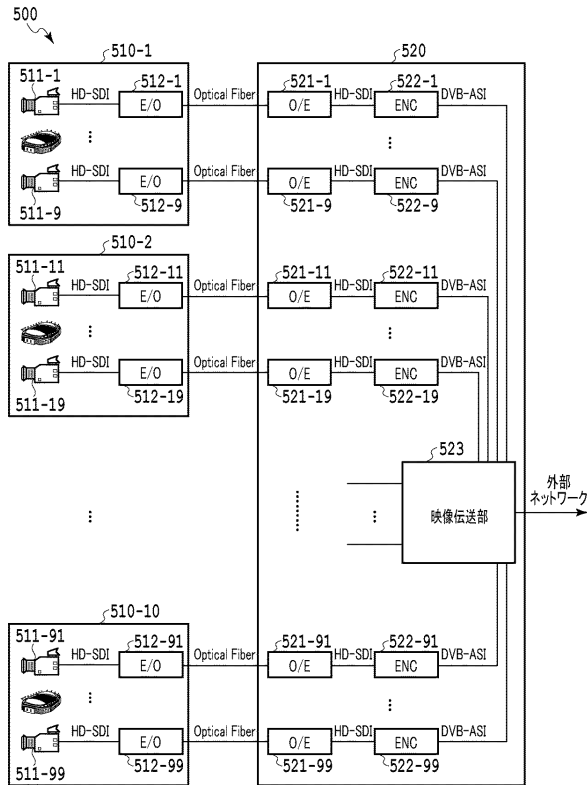 500
510-1
520
511-1
512-1
521-1
522-1
HD-SDI
E/O
Optical Fiber
O/E
HD-SDI
ENC
DVB-ASI
HD-SDI
E/O
Optical Fiber
O/E
HD-SDI
ENC
DVB-ASI
511-9
512-9
521-9
522-9
510-2
511-11
512-11
521-11
522-11
HD-SDI
E/O
Optical Fiber
O/E
HD-SDI
ENC
DVB-ASI
HD-SDI
E/O
Optical Fiber
O/E
HD-SDI
ENC
DVB-ASI
511-19
512-19
521-19
522-19
523
映像伝送部
外部
ネットワーク
510-10
511-91
512-91
521-91
522-91
HD-SDI
E/O
Optical Fiber
O/E
HD-SDI
ENC
DVB-ASI
HD-SDI
E/O
Optical Fiber
O/E
HD-SDI
ENC
DVB-ASI
511-99
512-99
521-99
522-99